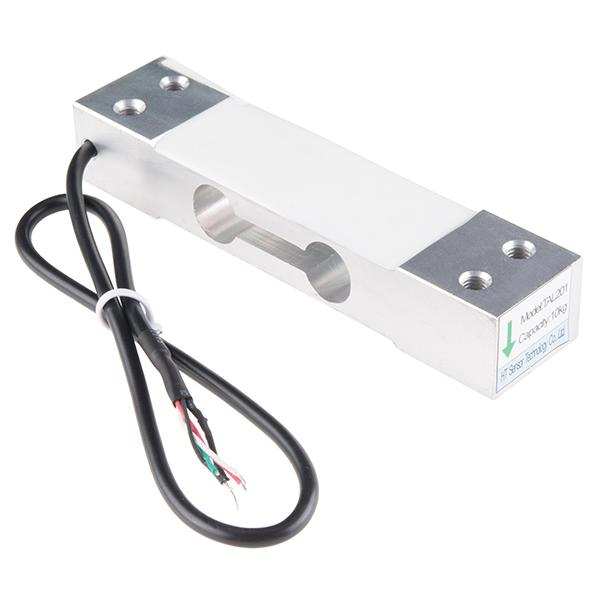 Model:TAL201
Capacity:10kg
HT Sensor Technology Co., Ltd.